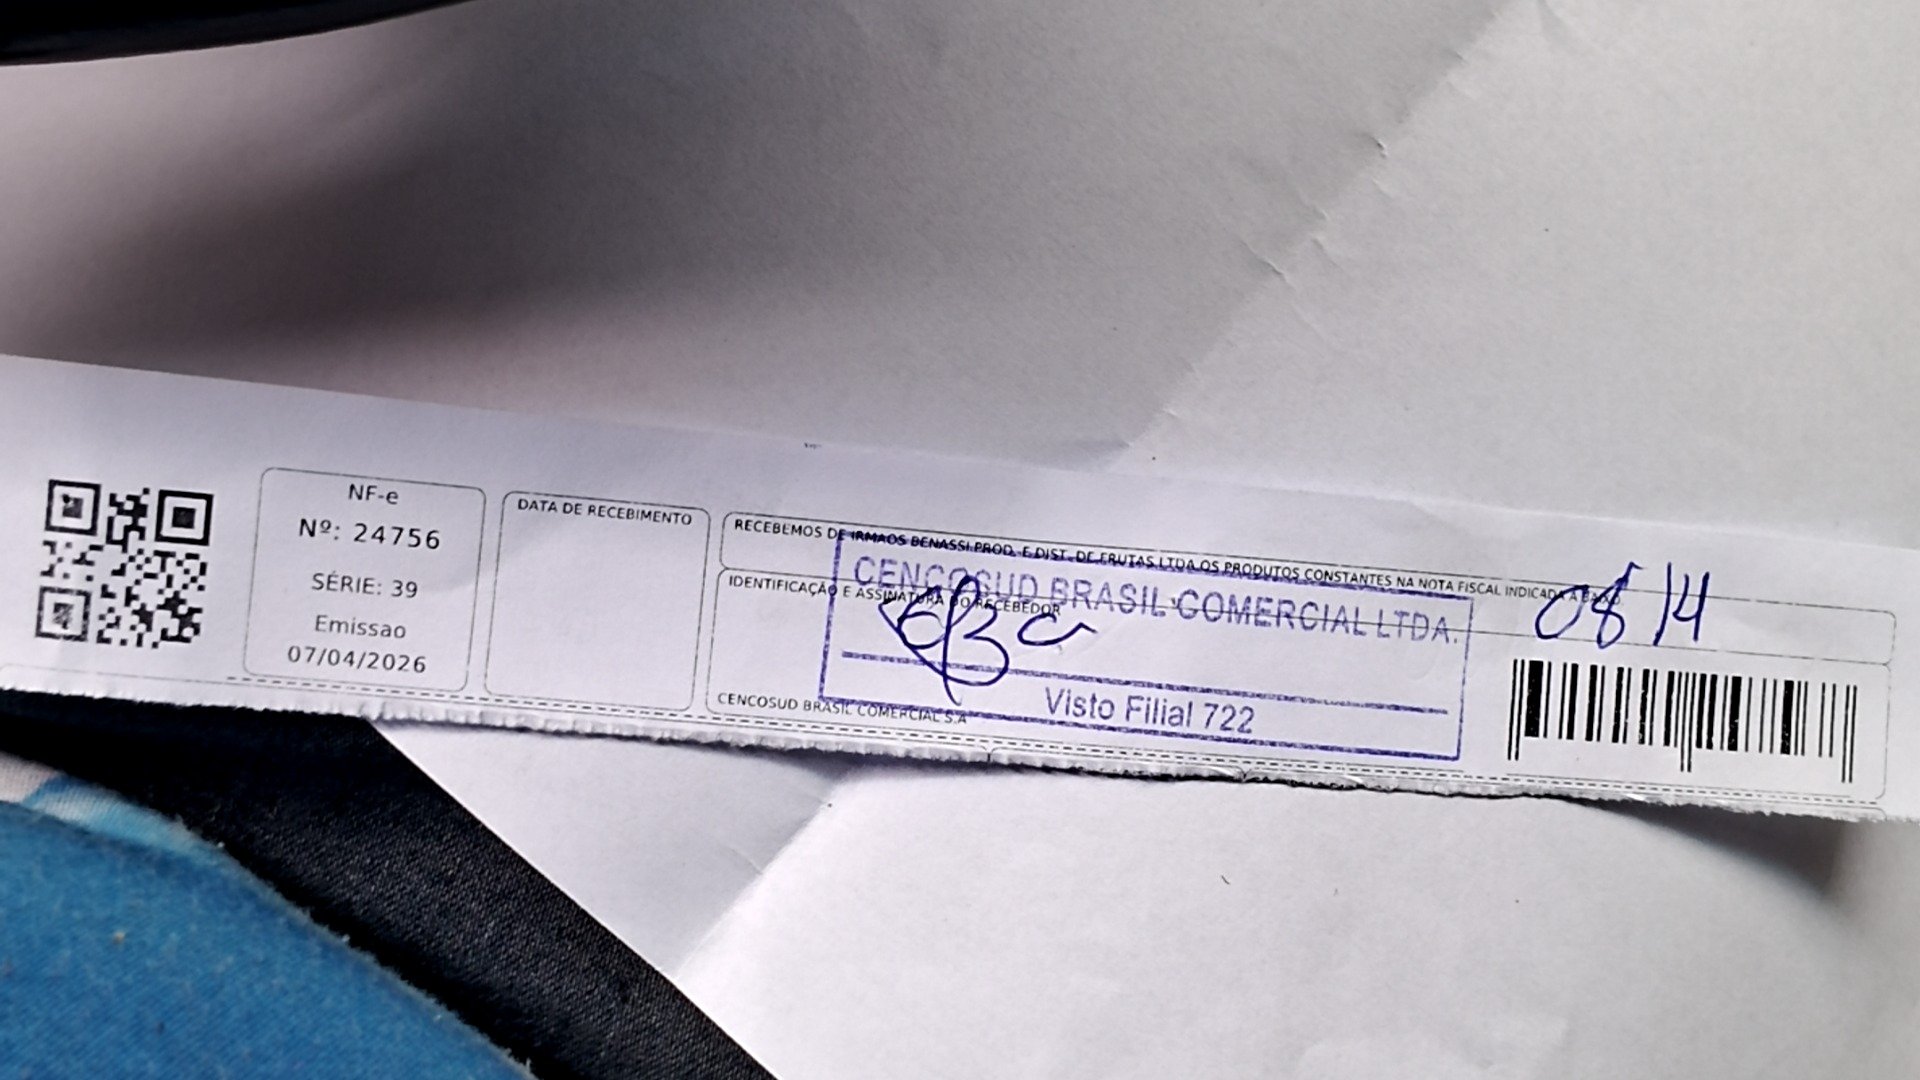 NF-e
Nº: 24756
SÉRIE: 39
Emissao
07/04/2026
DATA DE RECEBIMENTO
RECEBEMOS DE IRMAOS BENASSI PROD. E DIST. DE FRUTAS LTDA OS PRODUTOS CONSTANTES NA NOTA FISCAL INDICADA A BAIXO
IDENTIFICAÇÃO E ASSINATURA DO RECEBEDOR
CENCOSUD BRASIL COMERCIAL LTDA.
08/4
Visto Filial 722
CENCOSUD BRASIL COMERCIAL S.A